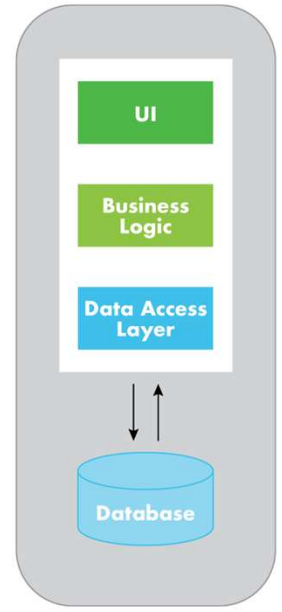 UI
Business
Logic
Data Access
Layer
Database